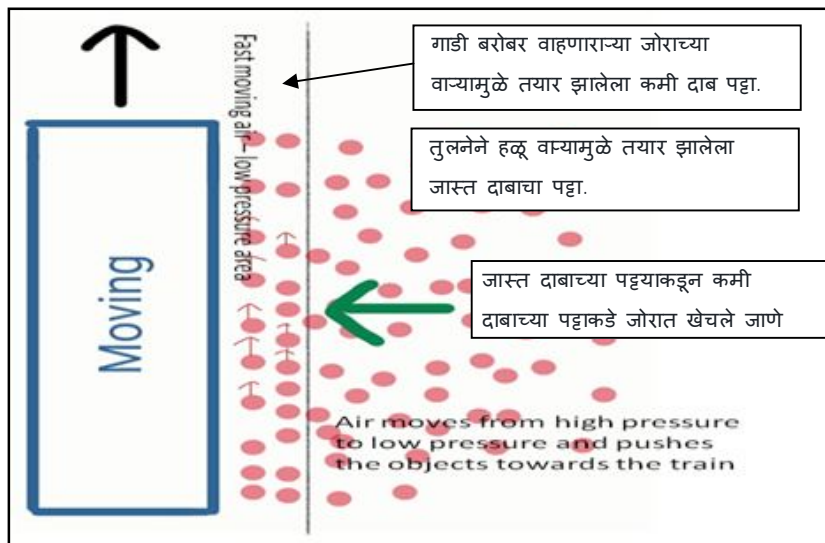 गाडी बरोबर वाहणाराऱ्या जोराच्या
वाऱ्यामुळे तयार झालेला कमी दाब पट्टा.
Fast moving air – low pressure area
तुलनेने हळू वाऱ्यामुळे तयार झालेला
जास्त दाबाचा पट्टा.
Moving
जास्त दाबाच्या पट्टयाकडून कमी
दाबाच्या पट्टाकडे जोरात खेचले जाणे
Air moves from high pressure
to low pressure and pushes
the objects towards the train